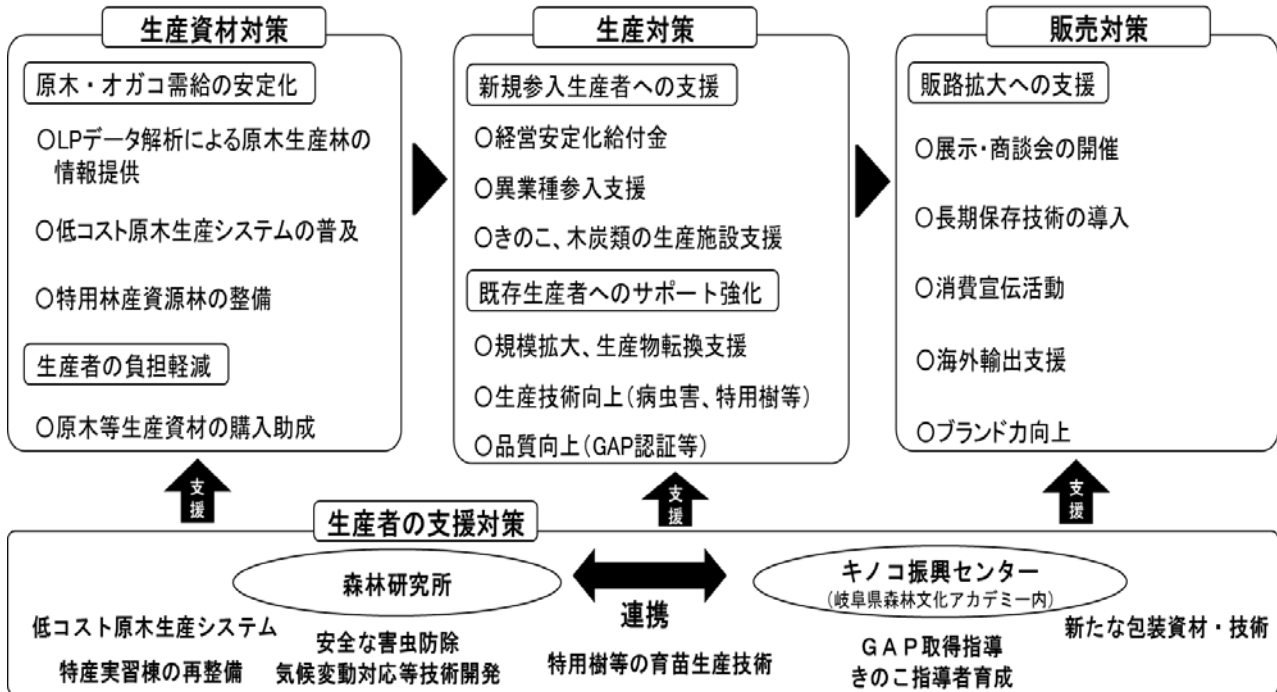 生産資材対策
原木・オガコ需給の安定化
○LPデータ解析による原木生産林の
情報提供
○低コスト原木生産システムの普及
○特用林産資源林の整備
生産者の負担軽減
○原木等生産資材の購入助成
生産対策
新規参入生産者への支援
○経営安定化給付金
○異業種参入支援
○きのこ、木炭類の生産施設支援
既存生産者へのサポート強化
○規模拡大、生産物転換支援
○生産技術向上(病虫害、特用樹等)
○品質向上(GAP認証等)
販売対策
販路拡大への支援
○展示・商談会の開催
○長期保存技術の導入
○消費宣伝活動
○海外輸出支援
○ブランド力向上
支援
支援
支援
生産者の支援対策
森林研究所
連携
キノコ振興センター
(岐阜県森林文化アカデミー内)
低コスト原木生産システム
特産実習棟の再整備
安全な害虫防除
気候変動対応等技術開発
特用樹等の育苗生産技術
GAP取得指導
きのこ指導者育成
新たな包装資材・技術